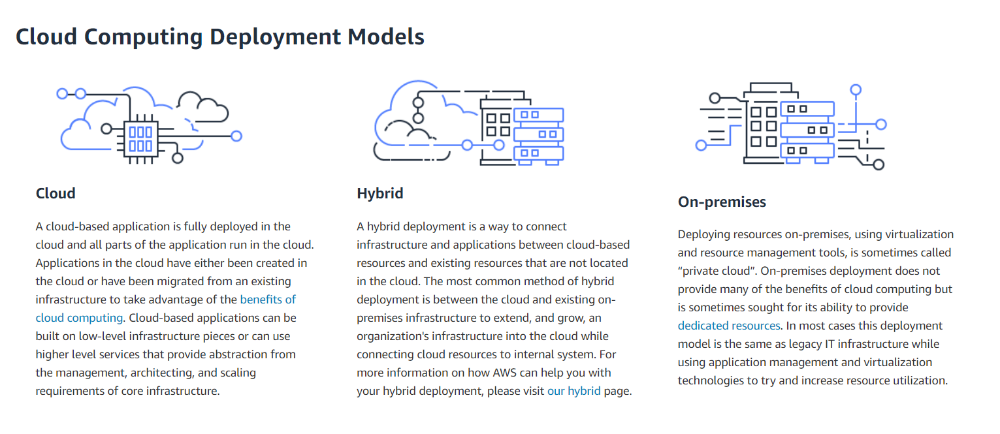 Cloud Computing Deployment Models
Cloud
A cloud-based application is fully deployed in the
cloud and all parts of the application run in the cloud.
Applications in the cloud have either been created in
the cloud or have been migrated from an existing
infrastructure to take advantage of the benefits of
cloud computing. Cloud-based applications can be
built on low-level infrastructure pieces or can use
higher level services that provide abstraction from
the management, architecting, and scaling
requirements of core infrastructure.
Hybrid
A hybrid deployment is a way to connect
infrastructure and applications between cloud-based
resources and existing resources that are not located
in the cloud. The most common method of hybrid
deployment is between the cloud and existing on-
premises infrastructure to extend, and grow, an
organization's infrastructure into the cloud while
connecting cloud resources to internal system. For
more information on how AWS can help you with
your hybrid deployment, please visit our hybrid page.
On-premises
Deploying resources on-premises, using virtualization
and resource management tools, is sometimes called
“private cloud”. On-premises deployment does not
provide many of the benefits of cloud computing but
is sometimes sought for its ability to provide
dedicated resources. In most cases this deployment
model is the same as legacy IT infrastructure while
using application management and virtualization
technologies to try and increase resource utilization.